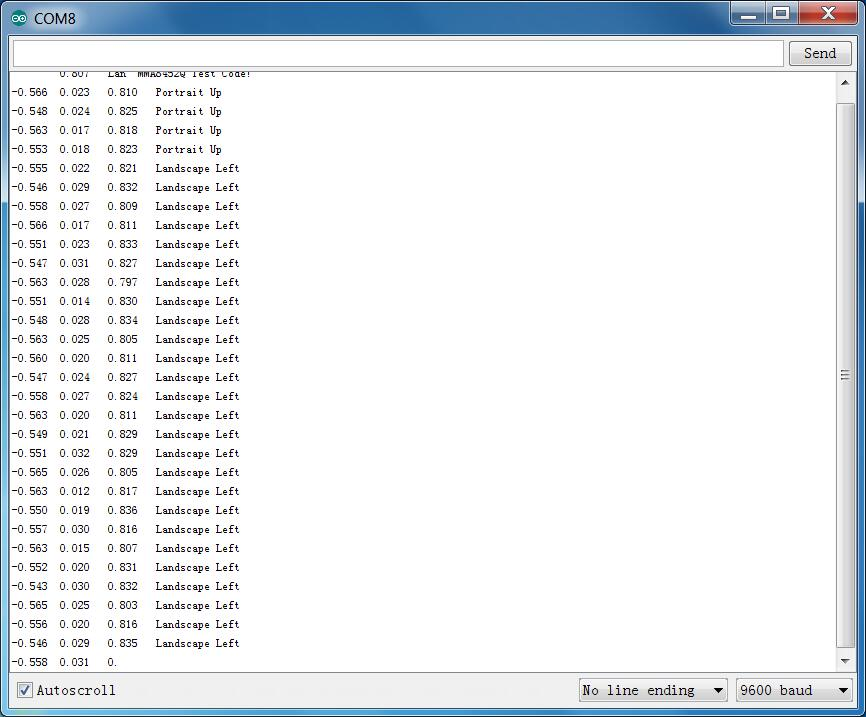 COM8
Send
0.807 Lan MMA8452Q Test Code!
-0.566 0.023 0.810 Portrait Up
-0.548 0.024 0.825 Portrait Up
-0.563 0.017 0.818 Portrait Up
-0.553 0.018 0.823 Portrait Up
-0.555 0.022 0.821 Landscape Left
-0.546 0.029 0.832 Landscape Left
-0.558 0.027 0.809 Landscape Left
-0.566 0.017 0.811 Landscape Left
-0.551 0.023 0.833 Landscape Left
-0.547 0.031 0.827 Landscape Left
-0.563 0.028 0.797 Landscape Left
-0.551 0.014 0.830 Landscape Left
-0.548 0.028 0.834 Landscape Left
-0.563 0.025 0.805 Landscape Left
-0.560 0.020 0.811 Landscape Left
-0.547 0.024 0.827 Landscape Left
-0.558 0.027 0.824 Landscape Left
-0.563 0.020 0.811 Landscape Left
-0.549 0.021 0.829 Landscape Left
-0.551 0.032 0.829 Landscape Left
-0.565 0.026 0.805 Landscape Left
-0.563 0.012 0.817 Landscape Left
-0.550 0.019 0.836 Landscape Left
-0.557 0.030 0.816 Landscape Left
-0.563 0.015 0.807 Landscape Left
-0.552 0.020 0.831 Landscape Left
-0.543 0.030 0.832 Landscape Left
-0.565 0.025 0.803 Landscape Left
-0.556 0.020 0.816 Landscape Left
-0.546 0.029 0.835 Landscape Left
-0.558 0.031 0.
Autoscroll
No line ending
9600 baud